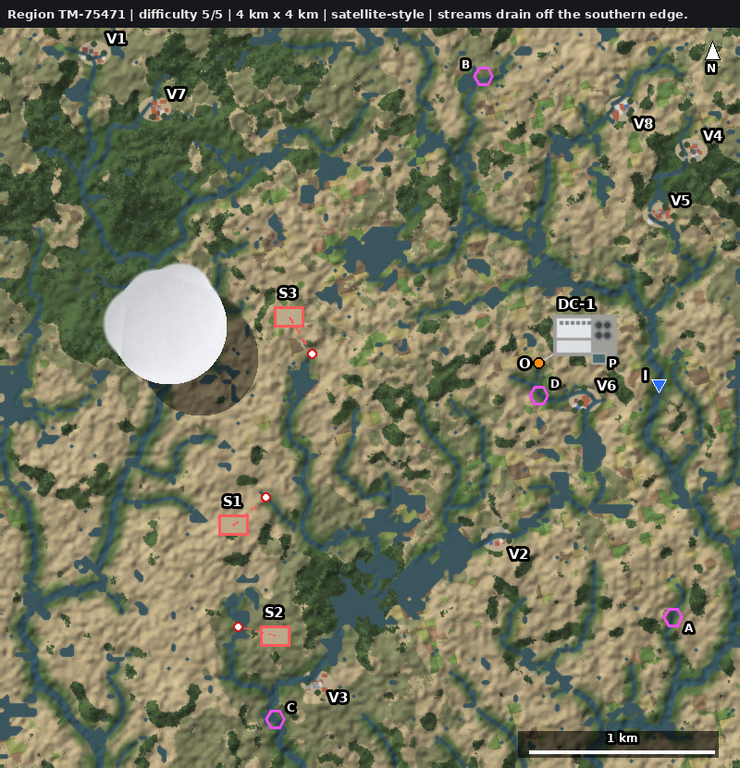 Region TM-75471 | difficulty 5/5 | 4 km x 4 km | satellite-style | streams drain off the southern edge.
V1
N
B
V7
V8
V4
V5
S3
DC-1
O
P
I
D
V6
S1
V2
S2
A
V3
C
1 km